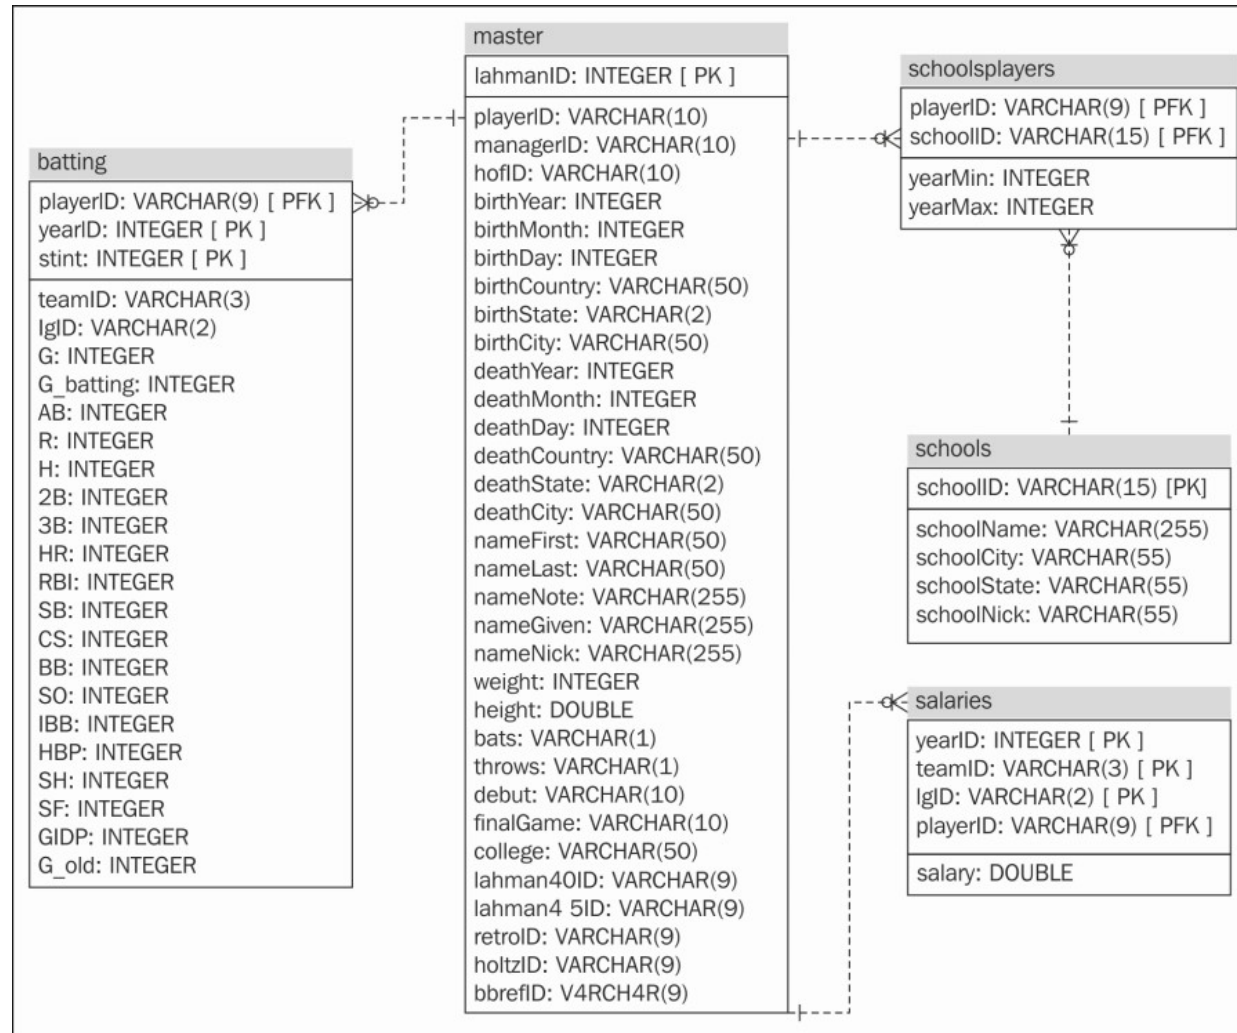 master
lahmanID: INTEGER [ PK ]
playerID: VARCHAR(10)
managerID: VARCHAR(10)
hofID: VARCHAR(10)
birthYear: INTEGER
birthMonth: INTEGER
birthDay: INTEGER
birthCountry: VARCHAR(50)
birthState: VARCHAR(2)
birthCity: VARCHAR(50)
deathYear: INTEGER
deathMonth: INTEGER
deathDay: INTEGER
deathCountry: VARCHAR(50)
deathState: VARCHAR(2)
deathCity: VARCHAR(50)
nameFirst: VARCHAR(50)
nameLast: VARCHAR(50)
nameNote: VARCHAR(255)
nameGiven: VARCHAR(255)
nameNick: VARCHAR(255)
weight: INTEGER
height: DOUBLE
bats: VARCHAR(1)
throws: VARCHAR(1)
debut: VARCHAR(10)
finalGame: VARCHAR(10)
college: VARCHAR(50)
lahman40ID: VARCHAR(9)
lahman4 5ID: VARCHAR(9)
retroID: VARCHAR(9)
holtzID: VARCHAR(9)
bbrefID: V4RCH4R(9)
batting
playerID: VARCHAR(9) [ PFK ]
yearID: INTEGER [ PK ]
stint: INTEGER [ PK ]
teamID: VARCHAR(3)
lgID: VARCHAR(2)
G: INTEGER
G_batting: INTEGER
AB: INTEGER
R: INTEGER
H: INTEGER
2B: INTEGER
3B: INTEGER
HR: INTEGER
RBI: INTEGER
SB: INTEGER
CS: INTEGER
BB: INTEGER
SO: INTEGER
IBB: INTEGER
HBP: INTEGER
SH: INTEGER
SF: INTEGER
GIDP: INTEGER
G_old: INTEGER
schoolsplayers
playerID: VARCHAR(9) [ PFK ]
schoolID: VARCHAR(15) [ PFK ]
yearMin: INTEGER
yearMax: INTEGER
schools
schoolID: VARCHAR(15) [PK]
schoolName: VARCHAR(255)
schoolCity: VARCHAR(55)
schoolState: VARCHAR(55)
schoolNick: VARCHAR(55)
salaries
yearID: INTEGER [ PK ]
teamID: VARCHAR(3) [ PK ]
lgID: VARCHAR(2) [ PK ]
playerID: VARCHAR(9) [ PFK ]
salary: DOUBLE